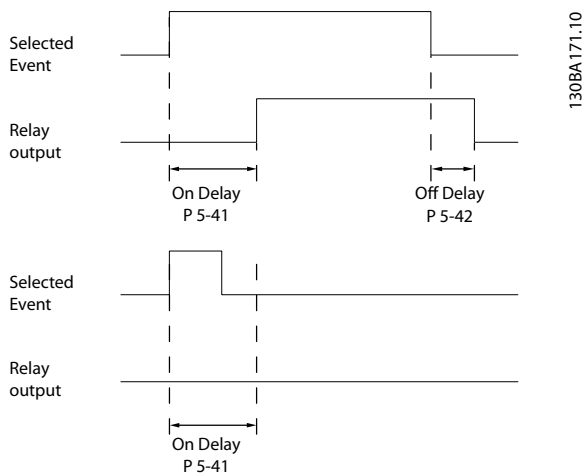 Selected
Event
Relay
output
On Delay
P 5-41
Off Delay
P 5-42
Selected
Event
Relay
output
On Delay
P 5-41
130BA171.10